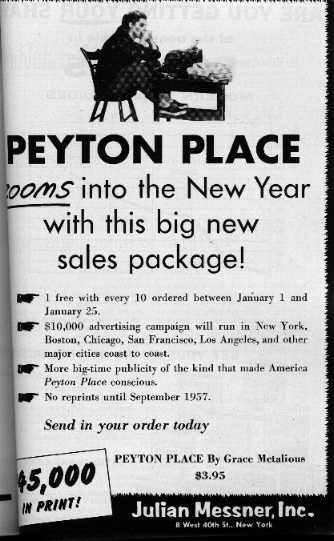 PEYTON PLACE
ooms into the New Year
with this big new
sales package!
1 free with every 10 ordered between January 1 and
January 25.
$10,000 advertising campaign will run in New York,
Boston, Chicago, San Francisco, Los Angeles, and other
major cities coast to coast.
More big-time publicity of the kind that made America
Peyton Place conscious.
No reprints until September 1957.
Send in your order today
PEYTON PLACE By Grace Metalious
$3.95
45,000
IN PRINT!
Julian Messner, Inc.
8 West 40th St., New York